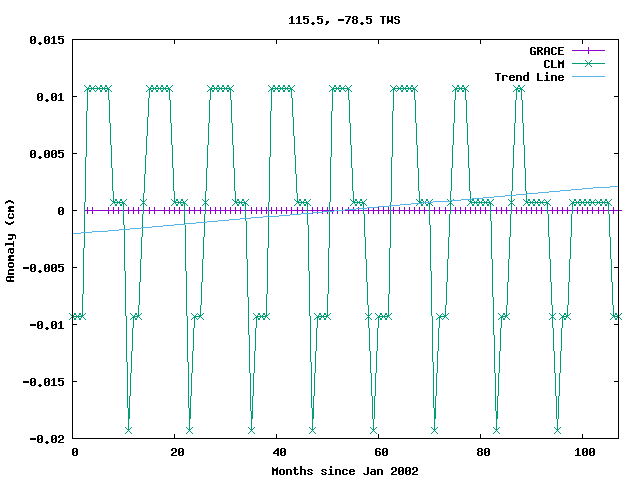 115.5, -78.5 TWS
GRACE
CLM
Trend Line
0.015
0.01
0.005
0
-0.005
-0.01
-0.015
-0.02
Anomaly (cm)
0 20 40 60 80 100
Months since Jan 2002